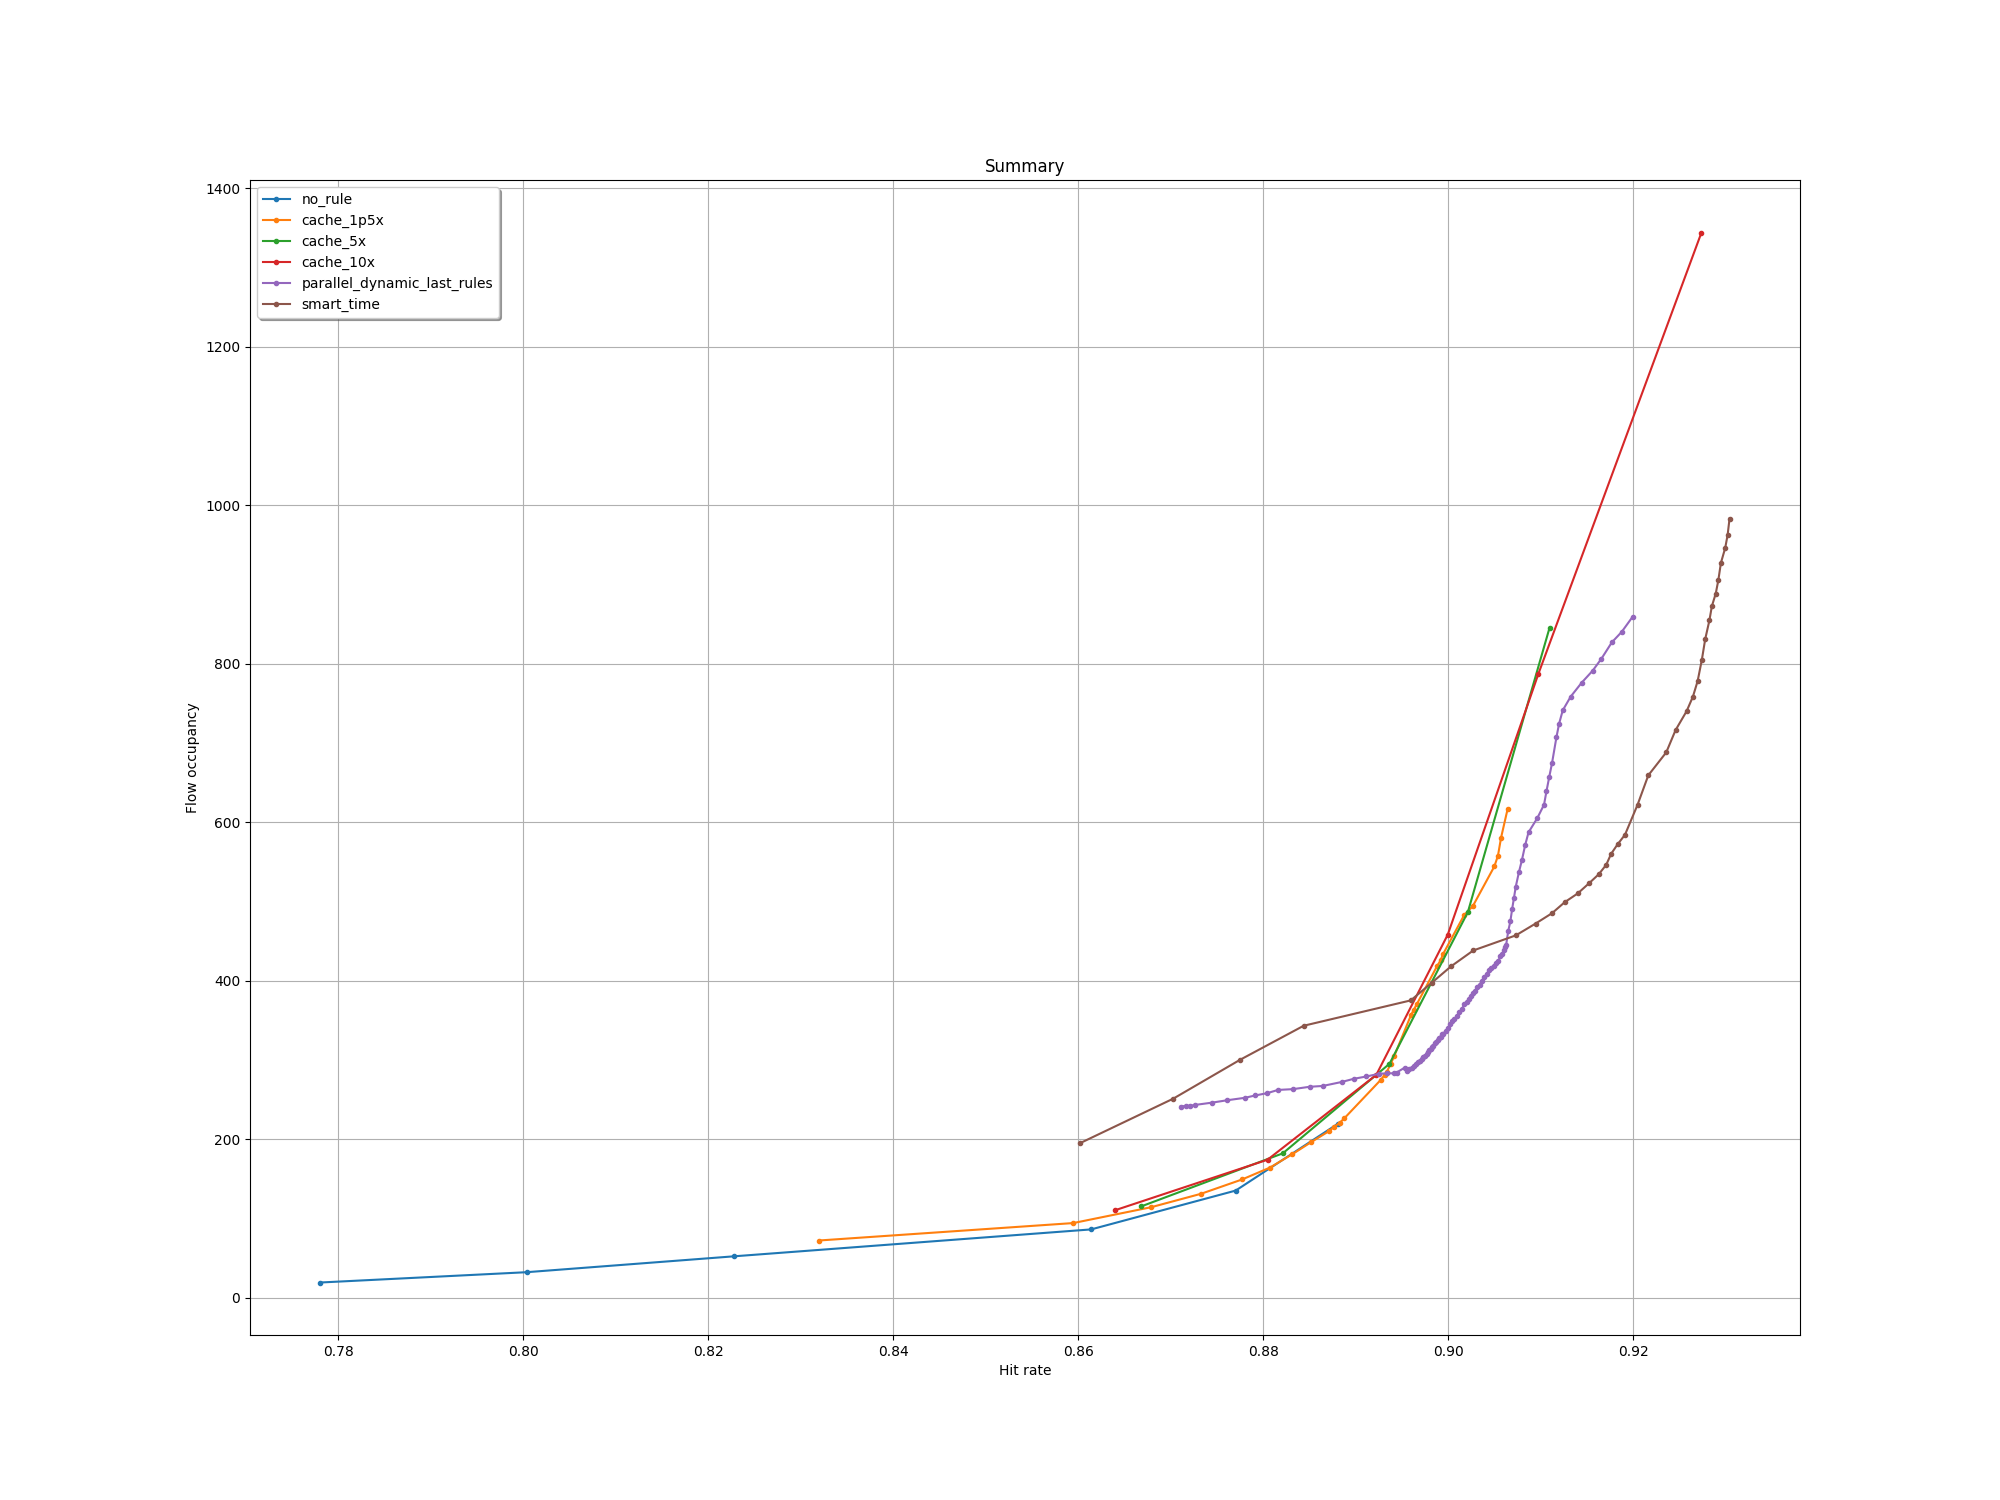 Summary
1400
1200
1000
800
600
400
200
0
Flow occupancy
no_rule
cache_1p5x
cache_5x
cache_10x
parallel_dynamic_last_rules
smart_time
0.78 0.80 0.82 0.84 0.86 0.88 0.90 0.92
Hit rate